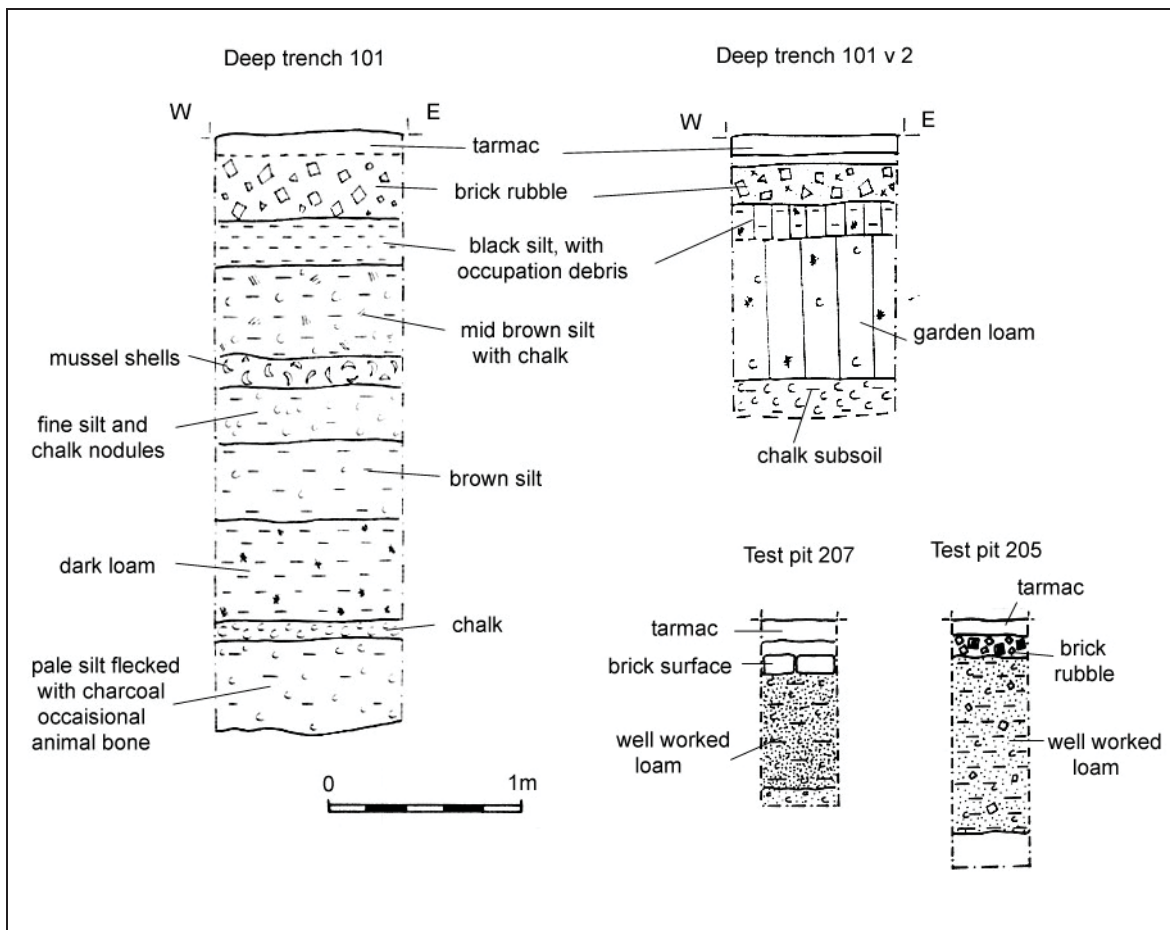 Deep trench 101
W
E
tarmac
brick rubble
black silt, with
occupation debris
mid brown silt
with chalk
mussel shells
fine silt and
chalk nodules
brown silt
dark loam
chalk
pale silt flecked
with charcoal
occaisional
animal bone
0
1m
Deep trench 101 v 2
W
E
garden loam
chalk subsoil
Test pit 207
tarmac
brick surface
well worked
loam
Test pit 205
tarmac
brick
rubble
well worked
loam